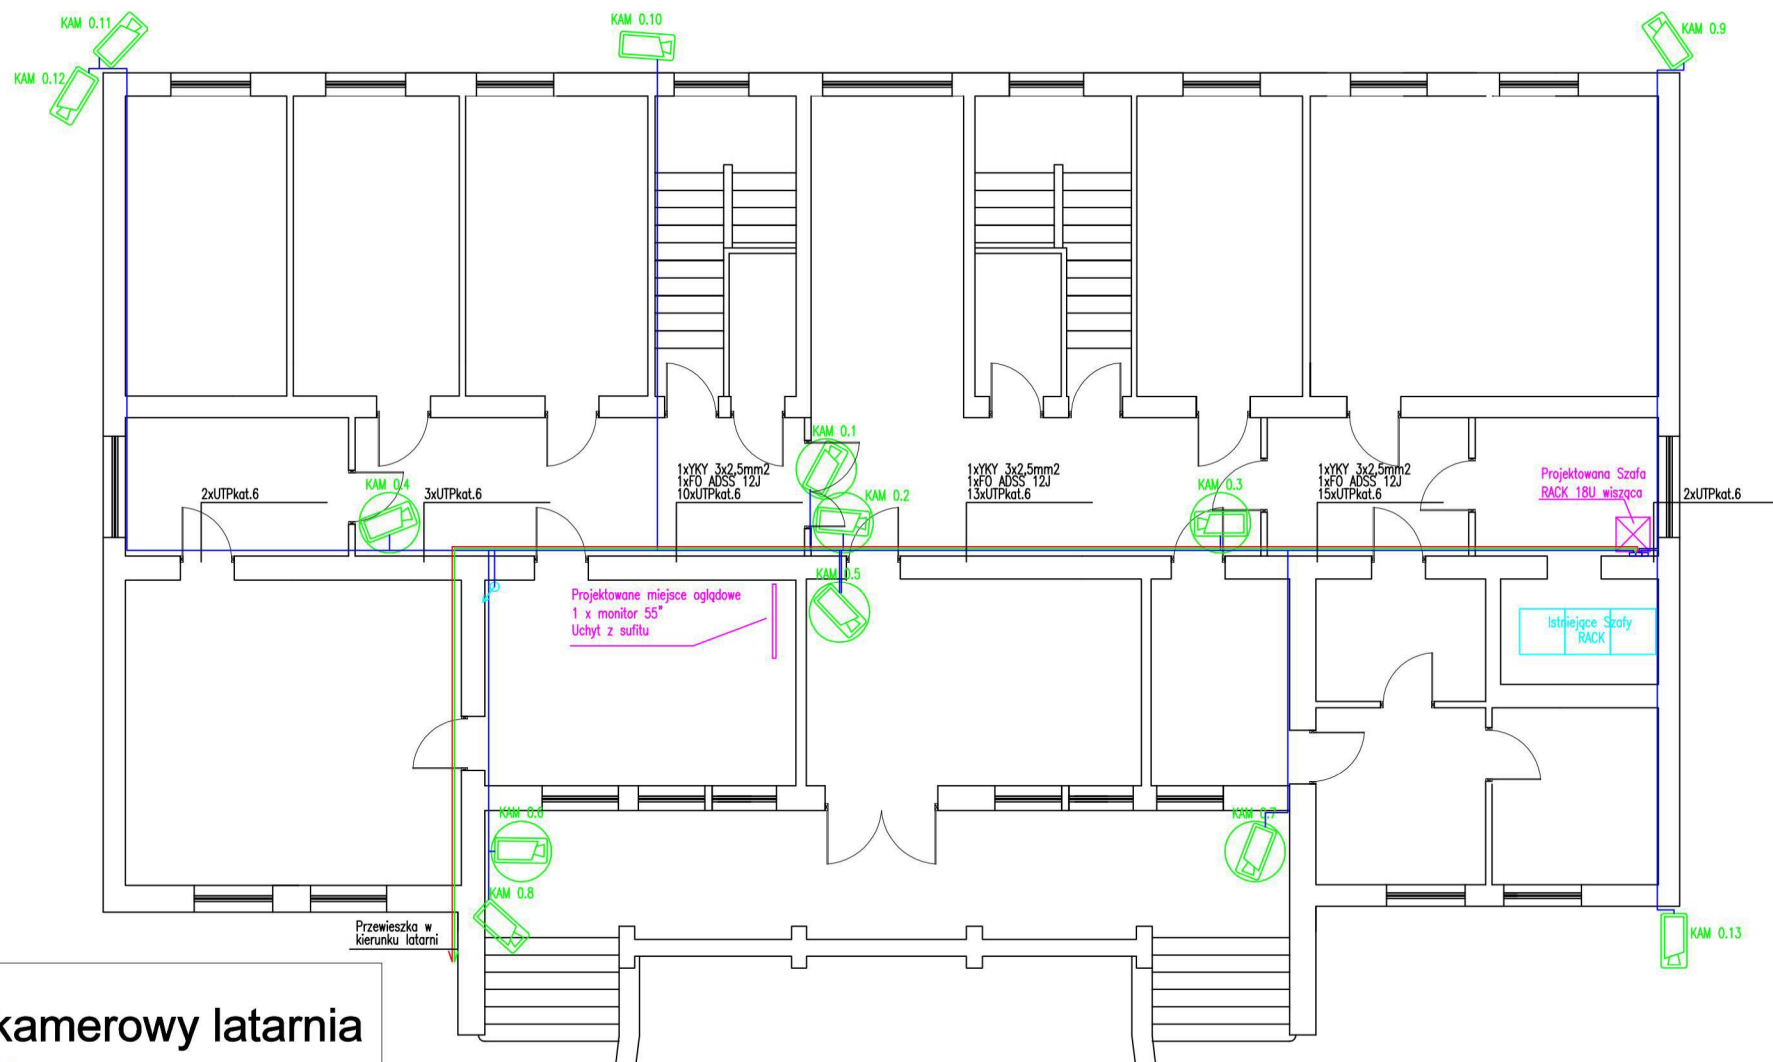 KAM 0.11
KAM 0.10
KAM 0.9
KAM 0.12
KAM 0.1
1xYKY 3x2,5mm2
1xFO ADSS 12J
10xUTPkat.6
1xYKY 3x2,5mm2
1xFO ADSS 12J
13xUTPkat.6
1xYKY 3x2,5mm2
1xFO ADSS 12J
15xUTPkat.6
Projektowana Szafa
RACK 18U wisząca
2xUTPkat.6
KAM 0.4
3xUTPkat.6
KAM 0.2
KAM 0.3
2xUTPkat.6
KAM 0.5
Projektowane miejsce oglądowe
1 x monitor 55"
Uchyt z sufitu
Istniejące Szafy
RACK
KAM 0.6
KAM 0.7
KAM 0.8
Przewieszka w
kierunku latarni
KAM 0.13
kamerowy latarnia